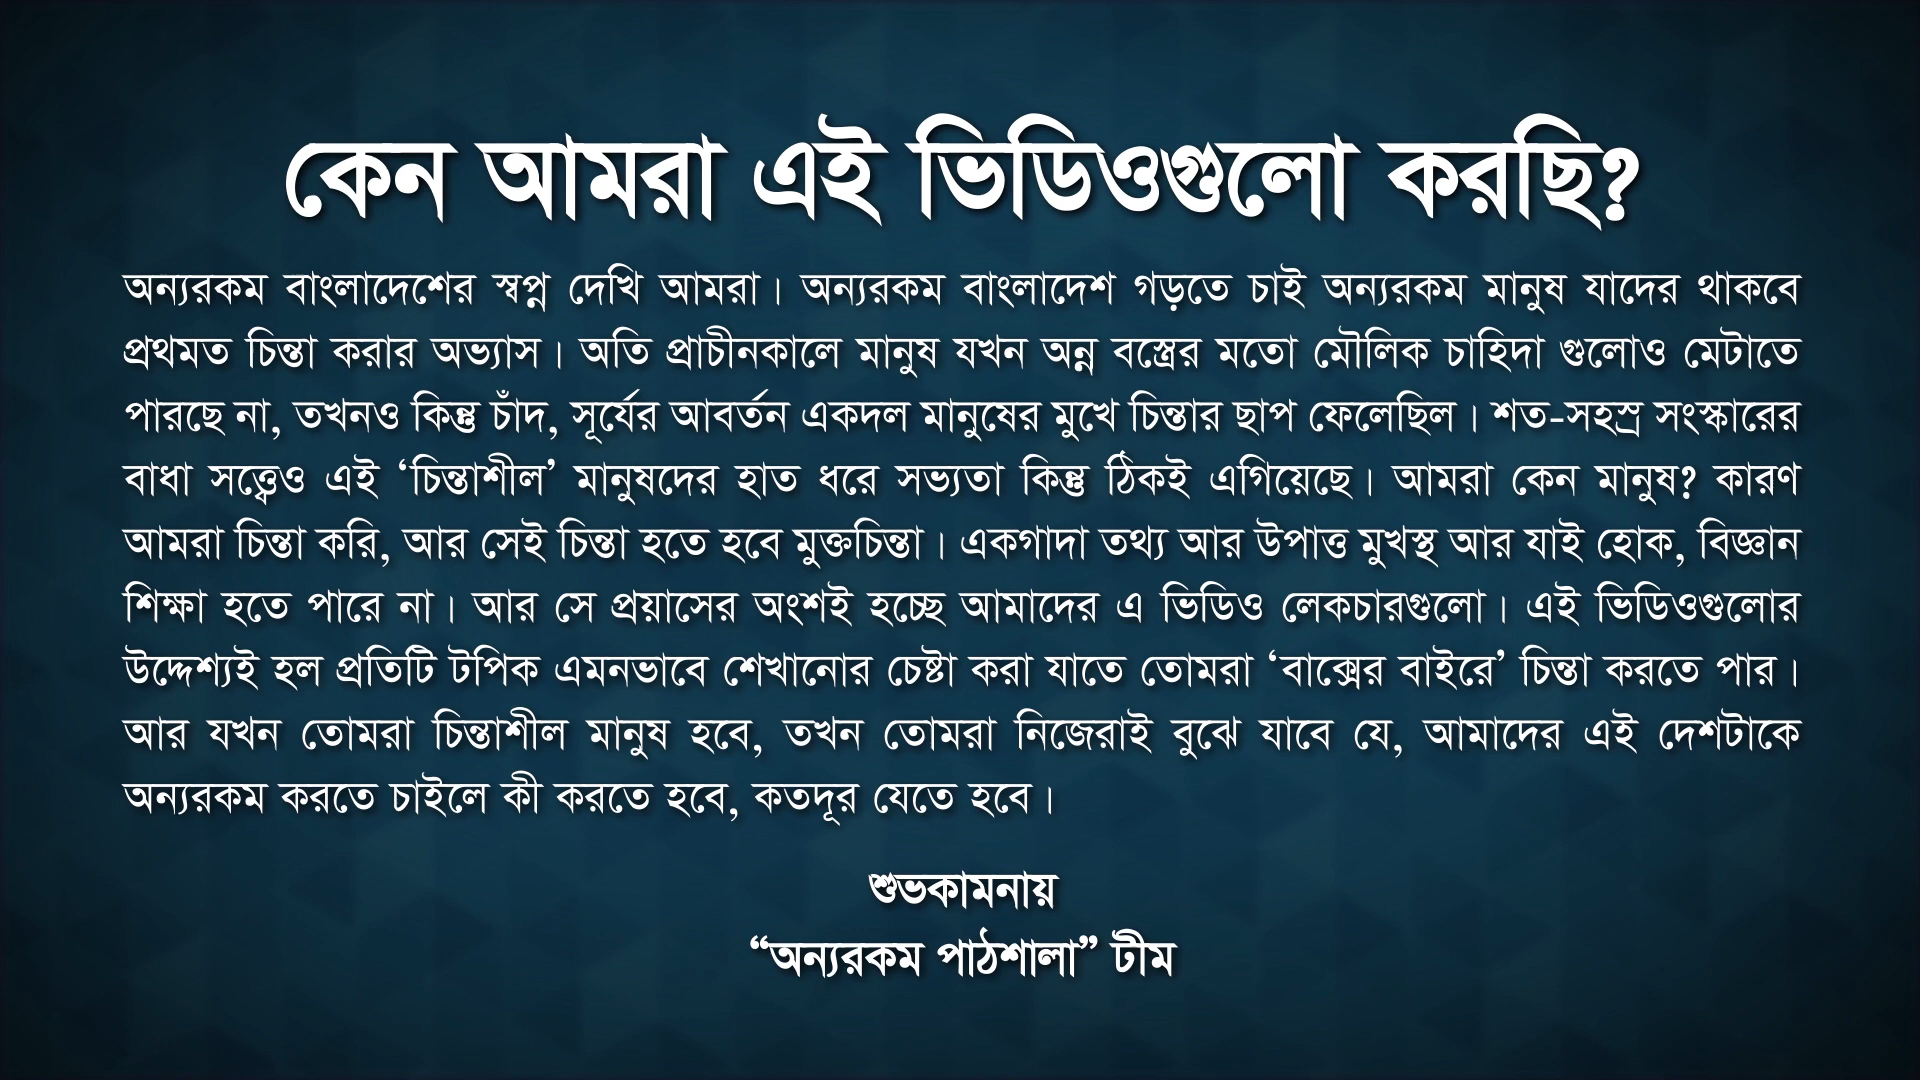 কেন আমরা এই ভিডিওগুলো করছি?
অন্যরকম বাংলাদেশের স্বপ্ন দেখি আমরা। অন্যরকম বাংলাদেশ গড়তে চাই অন্যরকম মানুষ যাদের থাকবে
প্রথমত চিন্তা করার অভ্যাস। অতি প্রাচীনকালে মানুষ যখন অন্ন বস্ত্রের মতো মৌলিক চাহিদা গুলোও মেটাতে
পারছে না, তখনও কিন্তু চাঁদ, সূর্যের আবর্তন একদল মানুষের মুখে চিন্তার ছাপ ফেলেছিল। শত-সহস্র সংস্কারের
বাধা সত্ত্বেও এই ‘চিন্তাশীল’ মানুষদের হাত ধরে সভ্যতা কিন্তু ঠিকই এগিয়েছে। আমরা কেন মানুষ? কারণ
আমরা চিন্তা করি, আর সেই চিন্তা হতে হবে মুক্তচিন্তা। একগাদা তথ্য আর উপাত্ত মুখস্থ আর যাই হোক, বিজ্ঞান
শিক্ষা হতে পারে না। আর সে প্রয়াসের অংশই হচ্ছে আমাদের এ ভিডিও লেকচারগুলো। এই ভিডিওগুলোর
উদ্দেশ্যই হল প্রতিটি টপিক এমনভাবে শেখানোর চেষ্টা করা যাতে তোমরা ‘বাক্সের বাইরে’ চিন্তা করতে পার।
আর যখন তোমরা চিন্তাশীল মানুষ হবে, তখন তোমরা নিজেরাই বুঝে যাবে যে, আমাদের এই দেশটাকে
অন্যরকম করতে চাইলে কী করতে হবে, কতদূর যেতে হবে।
শুভকামনায়
“অন্যরকম পাঠশালা” টীম